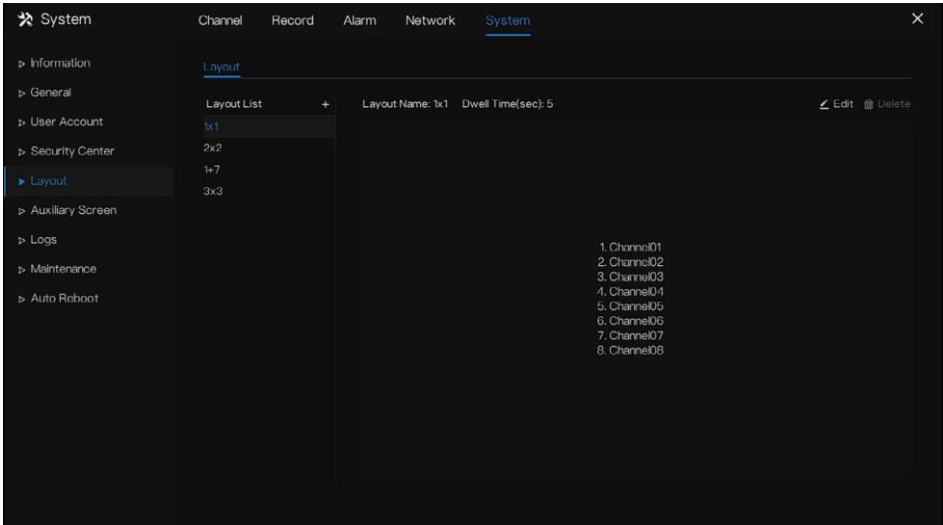 System
Channel Record Alarm Network System
Information
General
User Account
Security Center
Layout
Auxiliary Screen
Logs
Maintenance
Auto Reboot
Layout
Layout List +
1x1
2x2
1+7
3x3
Layout Name: 1x1 Dwell Time(sec): 5
Edit Delete
1. Channel01
2. Channel02
3. Channel03
4. Channel04
5. Channel05
6. Channel06
7. Channel07
8. Channel08